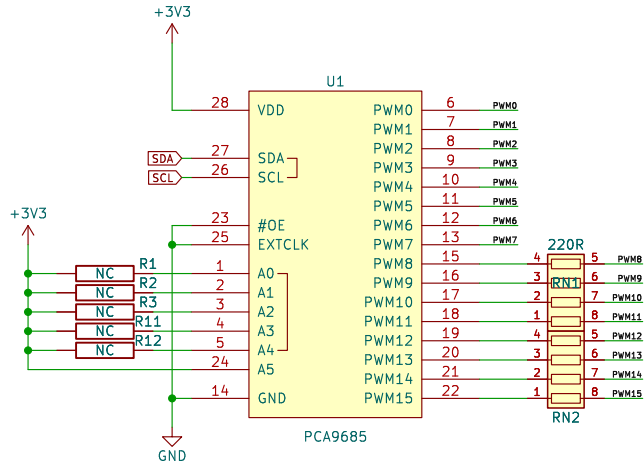 +3V3
U1
28 VDD PWM0 6 PWM0
PWM1 7 PWM1
27 SDA SDA PWM2 8 PWM2
26 SCL SCL PWM3 9 PWM3
PWM4 10 PWM4
PWM5 11 PWM5
+3V3
23 #OE PWM6 12 PWM6
25 EXTCLK PWM7 13 PWM7
220R
R1 NC 1 A0 PWM8 15 4 5 PWM8
R2 NC 2 A1 PWM9 16 3 RN1 6 PWM9
R3 NC 3 A2 PWM10 17 2 7 PWM10
R11 NC 4 A3 PWM11 18 1 8 PWM11
R12 NC 5 A4 PWM12 19 4 5 PWM12
24 A5 PWM13 20 3 6 PWM13
PWM14 21 2 7 PWM14
14 GND PWM15 22 1 8 PWM15
RN2
PCA9685
GND